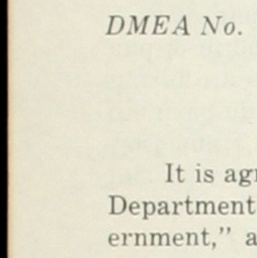 DMEA No.
It is agr
Department
ernment," a